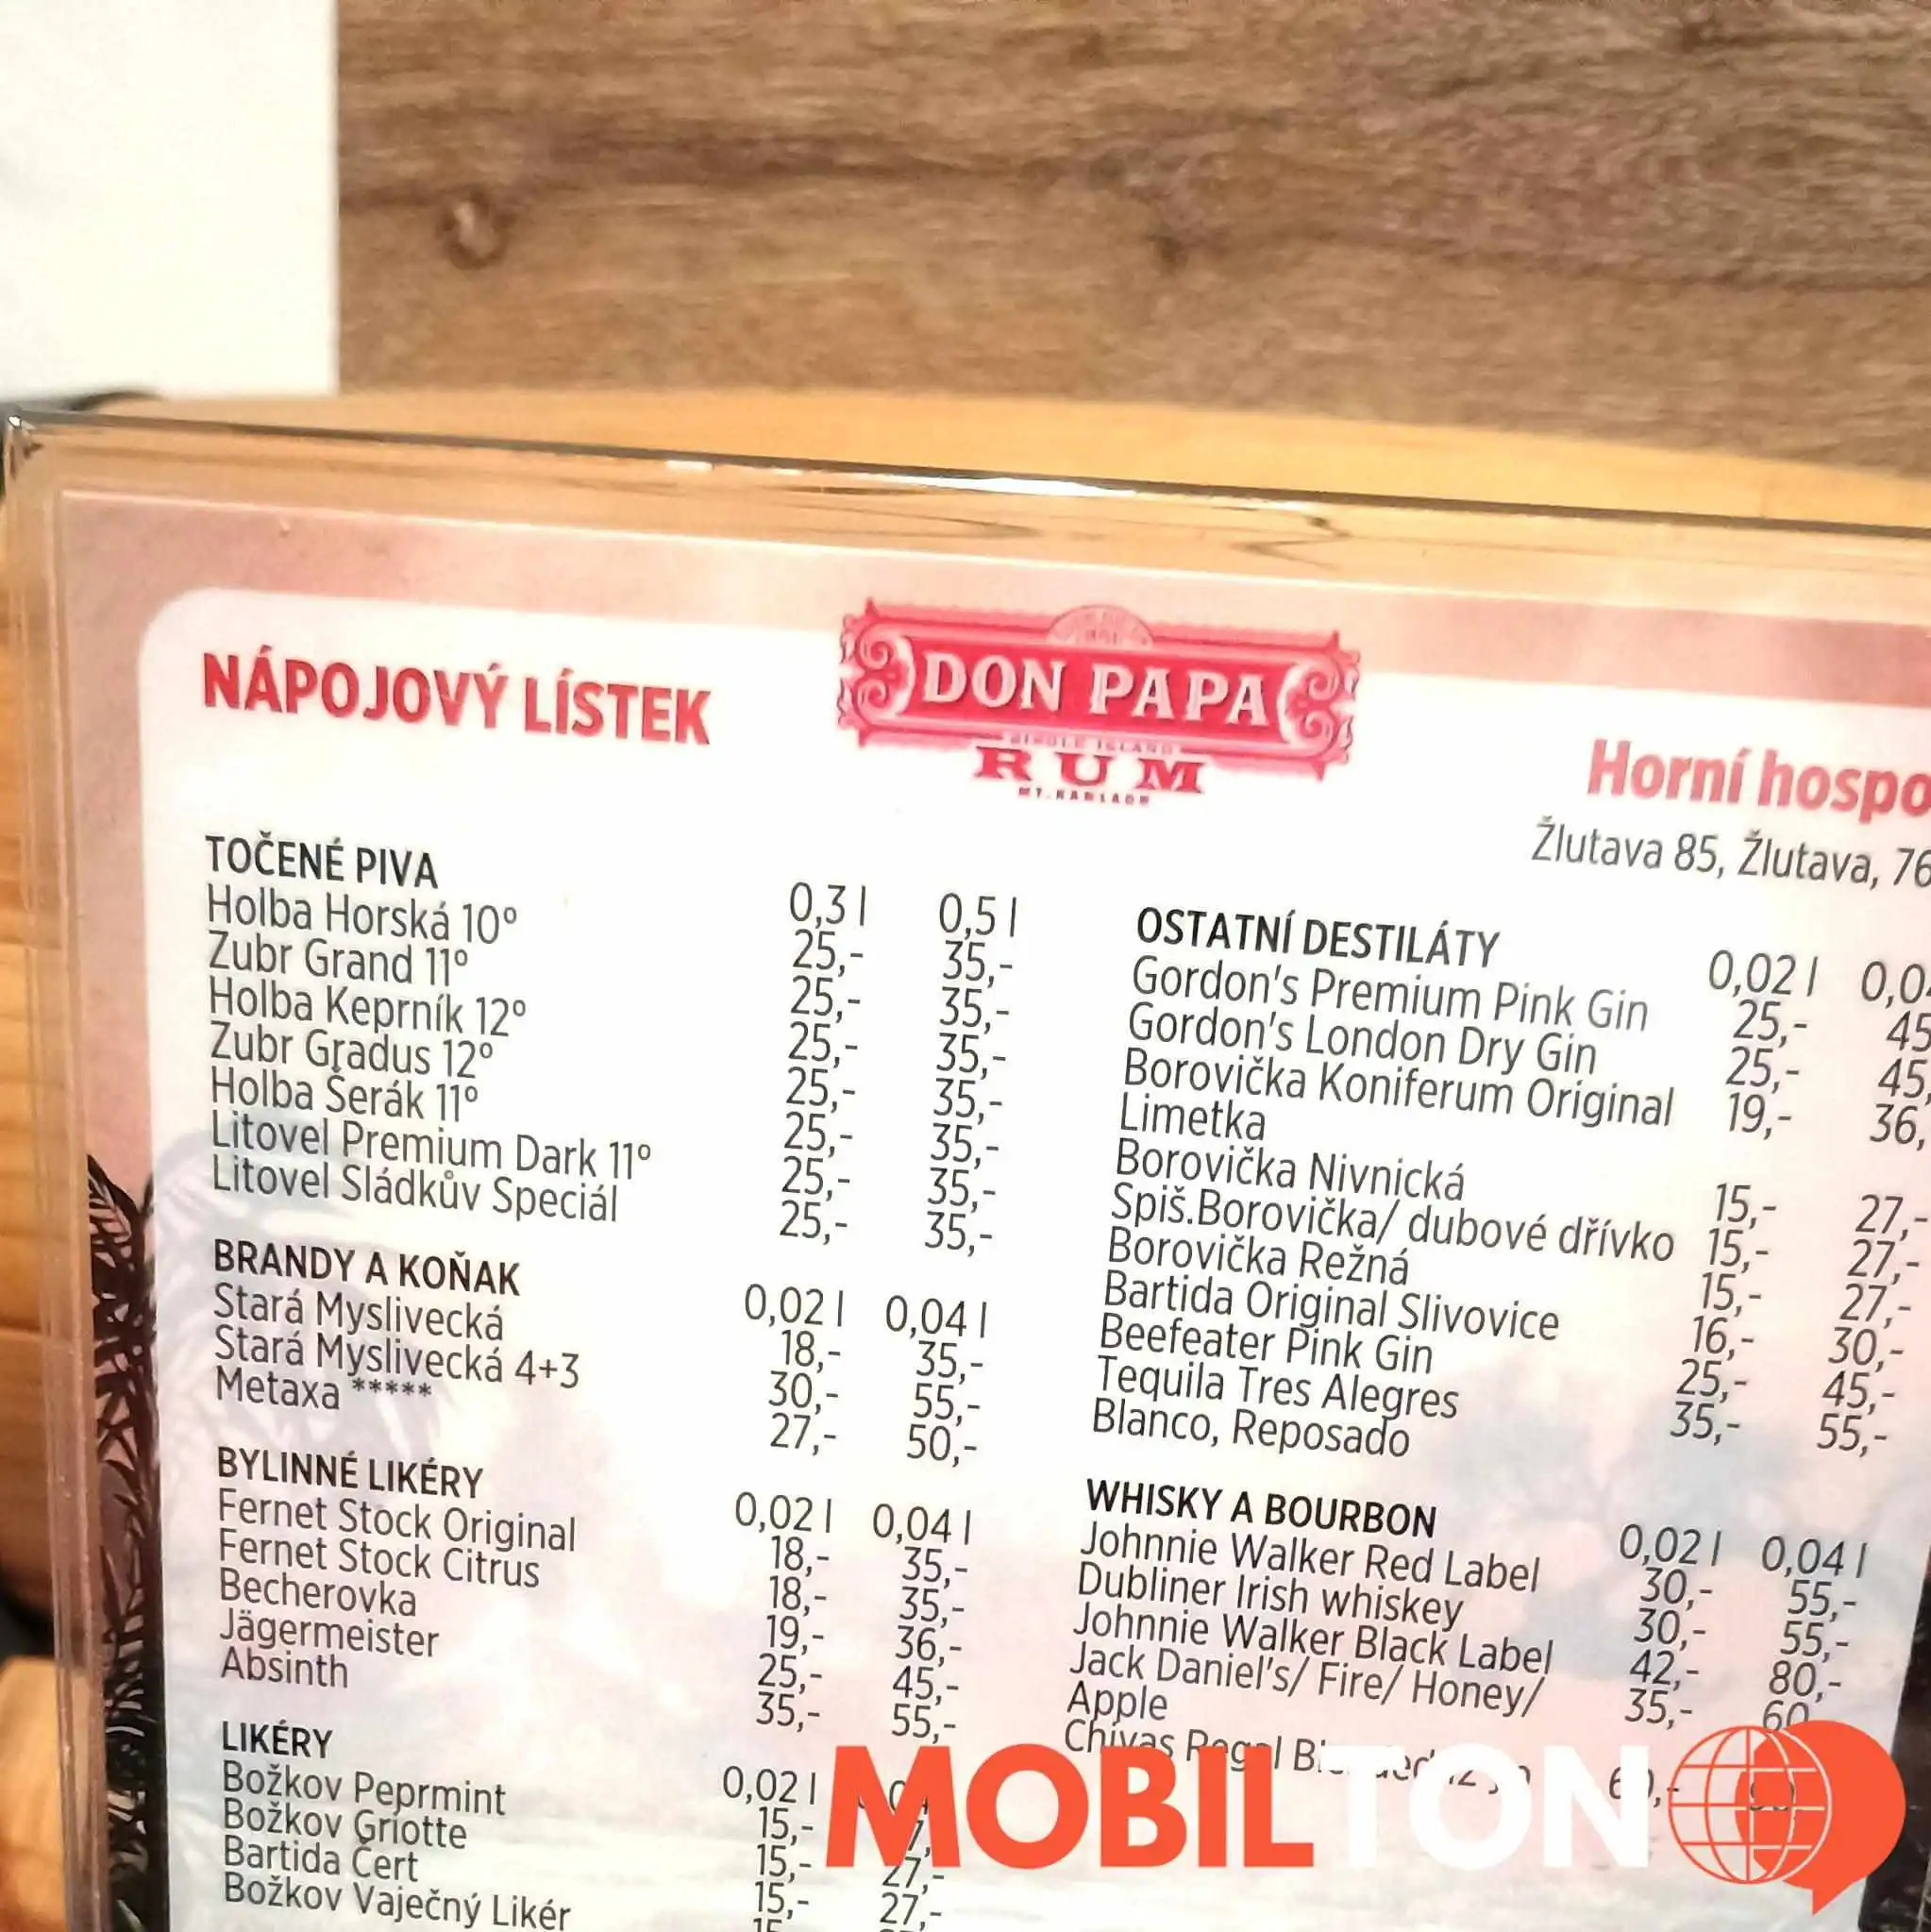 NÁPOJOVÝ LÍSTEK
DON PAPA
RUM
Horní hospo
Žlutava 85, Žlutava, 76
TOČENÉ PIVA 0,3 l 0,5 l
Holba Horská 10° 25,- 35,-
Zubr Grand 11° 25,- 35,-
Holba Keprník 12° 25,- 35,-
Zubr Gradus 12° 25,- 35,-
Holba Šerák 11° 25,- 35,-
Litovel Premium Dark 11° 25,- 35,-
Litovel Sládkův Speciál 25,- 35,-
BRANDY A KOŇAK 0,02 l 0,04 l
Stará Myslivecká 18,- 35,-
Stará Myslivecká 4+3 30,- 55,-
Metaxa ***** 27,- 50,-
BYLINNÉ LIKÉRY 0,02 l 0,04 l
Fernet Stock Original 18,- 35,-
Fernet Stock Citrus 18,- 35,-
Becherovka 19,- 36,-
Jägermeister 25,- 45,-
Absinth 35,- 55,-
LIKÉRY 0,02 l
Božkov Peprmint 15,-
Božkov Griotte 15,- 27,-
Bartida Čert 15,- 27,-
Božkov Vaječný Likér
OSTATNÍ DESTILÁTY 0,02 l 0,04
Gordon's Premium Pink Gin 25,- 45
Gordon's London Dry Gin 25,- 45,
Borovička Koniferum Original 19,- 36,
Limetka
Borovička Nivnická 15,- 27,-
Spiš.Borovička/ dubové dřívko 15,- 27,-
Borovička Režná 15,- 27,-
Bartida Original Slivovice 16,- 30,-
Beefeater Pink Gin 25,- 45,-
Tequila Tres Alegres 35,- 55,-
Blanco, Reposado
WHISKY A BOURBON 0,02 l 0,04 l
Johnnie Walker Red Label 30,- 55,-
Dubliner Irish whiskey 30,- 55,-
Johnnie Walker Black Label 42,- 80,-
Jack Daniel's/ Fire/ Honey/ 35,- 60
Apple
Chivas Regal
MOBILTON